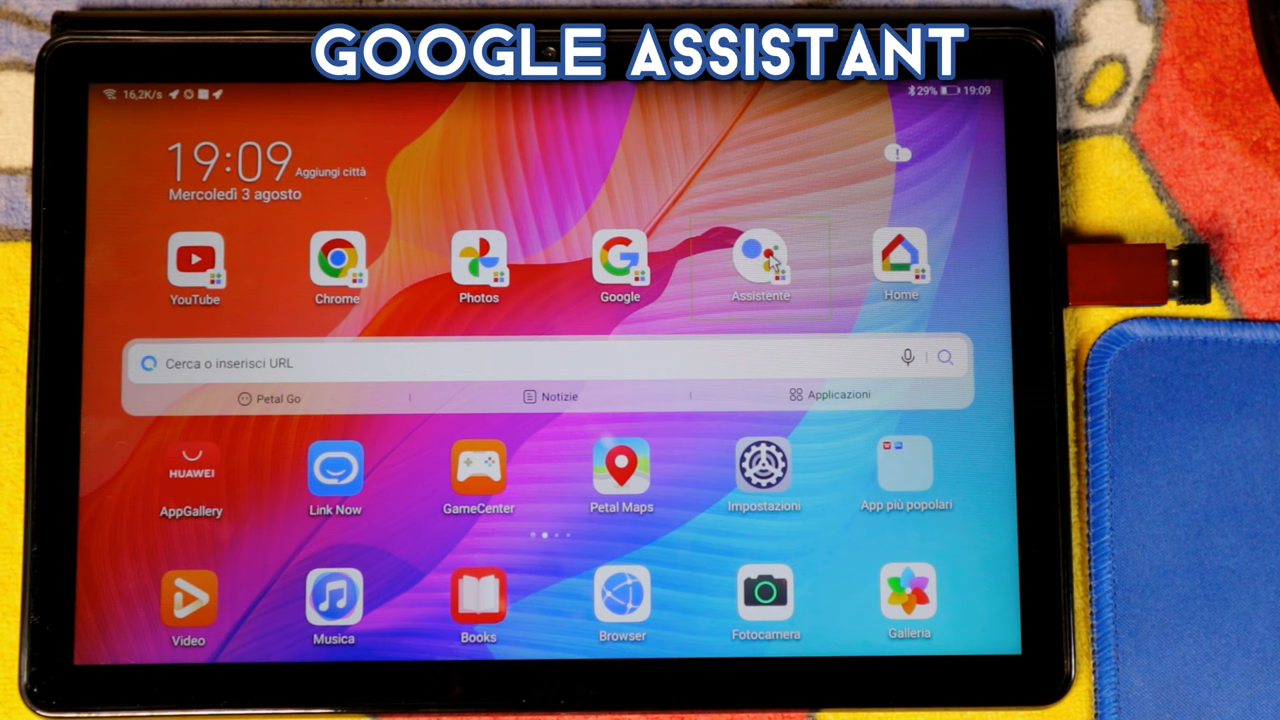 GOOGLE ASSISTANT
16,2K/s
29% 19:09
19:09 Aggiungi città
Mercoledì 3 agosto
YouTube Chrome Photos Google Assistente Home
Cerca o inserisci URL
Petal Go Notizie Applicazioni
HUAWEI
AppGallery Link Now GameCenter Petal Maps Impostazioni App più popolari
Video Musica Books Browser Fotocamera Galleria